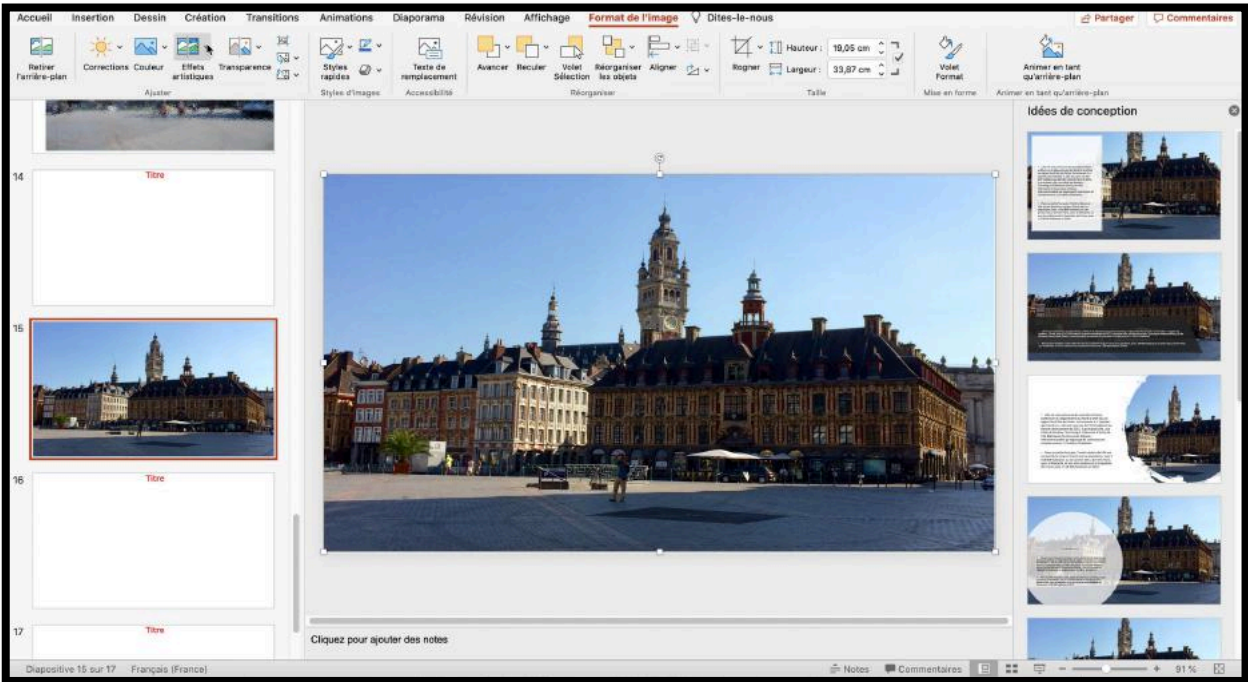 Accueil Insertion Dessin Création Transitions Animations Diaporama Révision Affichage Format de l'image Dites-le-nous Partager Commentaires
Retirer l'arrière-plan
Corrections
Couleur
Effets artistiques
Transparence
Styles rapides
Texte de remplacement
Avancer
Reculer
Volet Sélection
Réorganiser les objets
Aligner
Rogner
Hauteur : 19,05 cm
Largeur : 33,87 cm
Volet Format
Animer en tant qu'arrière-plan
Ajuster Styles d'images Accessibilité Réorganiser Taille Mise en forme Animer en tant qu'arrière-plan
Idées de conception
14
Titre
15
16
Titre
17
Titre
Cliquez pour ajouter des notes
Diapositive 15 sur 17 Français (France) Notes Commentaires 91 %